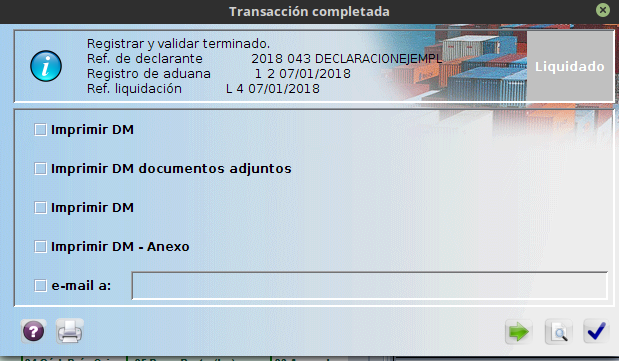 Transacción completada
Registrar y validar terminado.
Ref. de declarante 2018 043 DECLARACIONEJEMPL
Registro de aduana 1 2 07/01/2018
Ref. liquidación L 4 07/01/2018
Liquidado
Imprimir DM
Imprimir DM documentos adjuntos
Imprimir DM
Imprimir DM - Anexo
e-mail a: